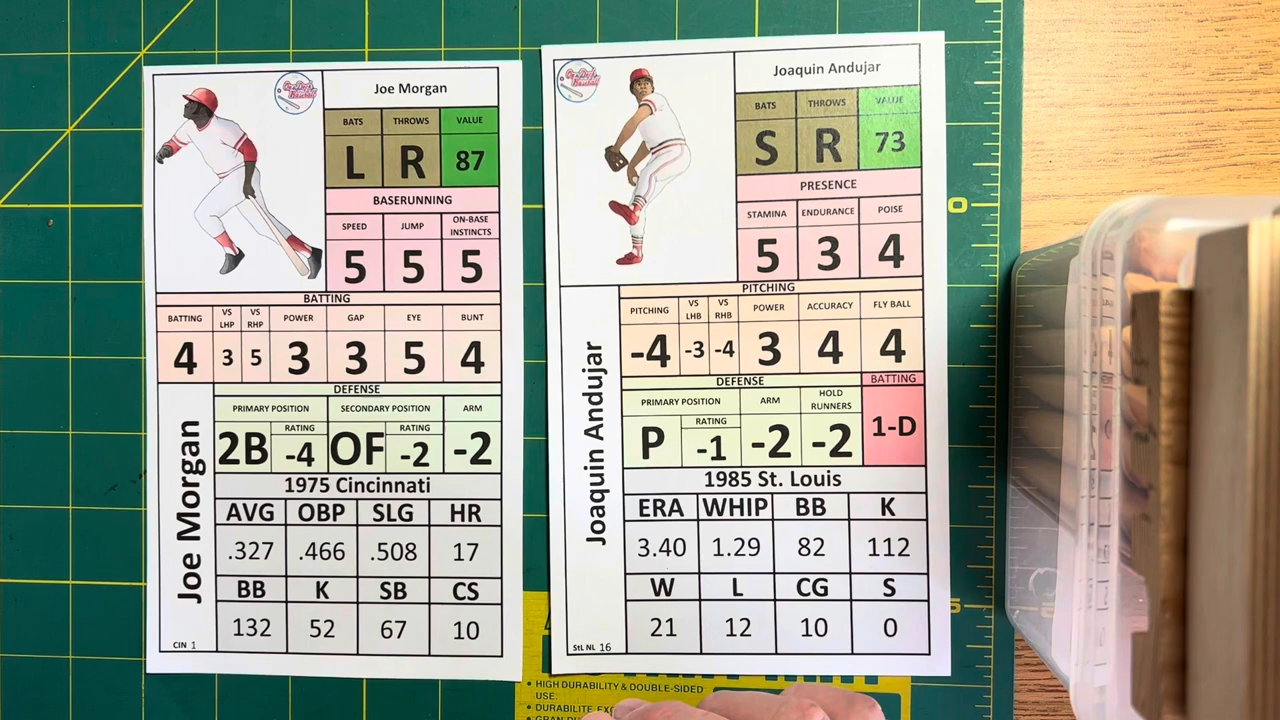 Joe Morgan
BATS THROWS VALUE
L R 87
BASERUNNING
SPEED JUMP ON-BASE INSTINCTS
5 5 5
BATTING
BATTING VS LHP VS RHP POWER GAP EYE BUNT
4 3 5 3 3 5 4
DEFENSE
PRIMARY POSITION SECONDARY POSITION ARM
RATING RATING
2B -4 OF -2 -2
Joe Morgan
1975 Cincinnati
AVG OBP SLG HR
.327 .466 .508 17
BB K SB CS
132 52 67 10
CIN 1
Joaquin Andujar
BATS THROWS VALUE
S R 73
PRESENCE
STAMINA ENDURANCE POISE
5 3 4
PITCHING
PITCHING VS LHB VS RHB POWER ACCURACY FLY BALL
-4 -3 -4 3 4 4
DEFENSE BATTING
PRIMARY POSITION ARM HOLD RUNNERS
RATING
P -1 -2 -2 1-D
Joaquin Andujar
1985 St. Louis
ERA WHIP BB K
3.40 1.29 82 112
W L CG S
21 12 10 0
StL NL 16
• HIGH DURABILITY & DOUBLE-SIDED
USE.
0
5